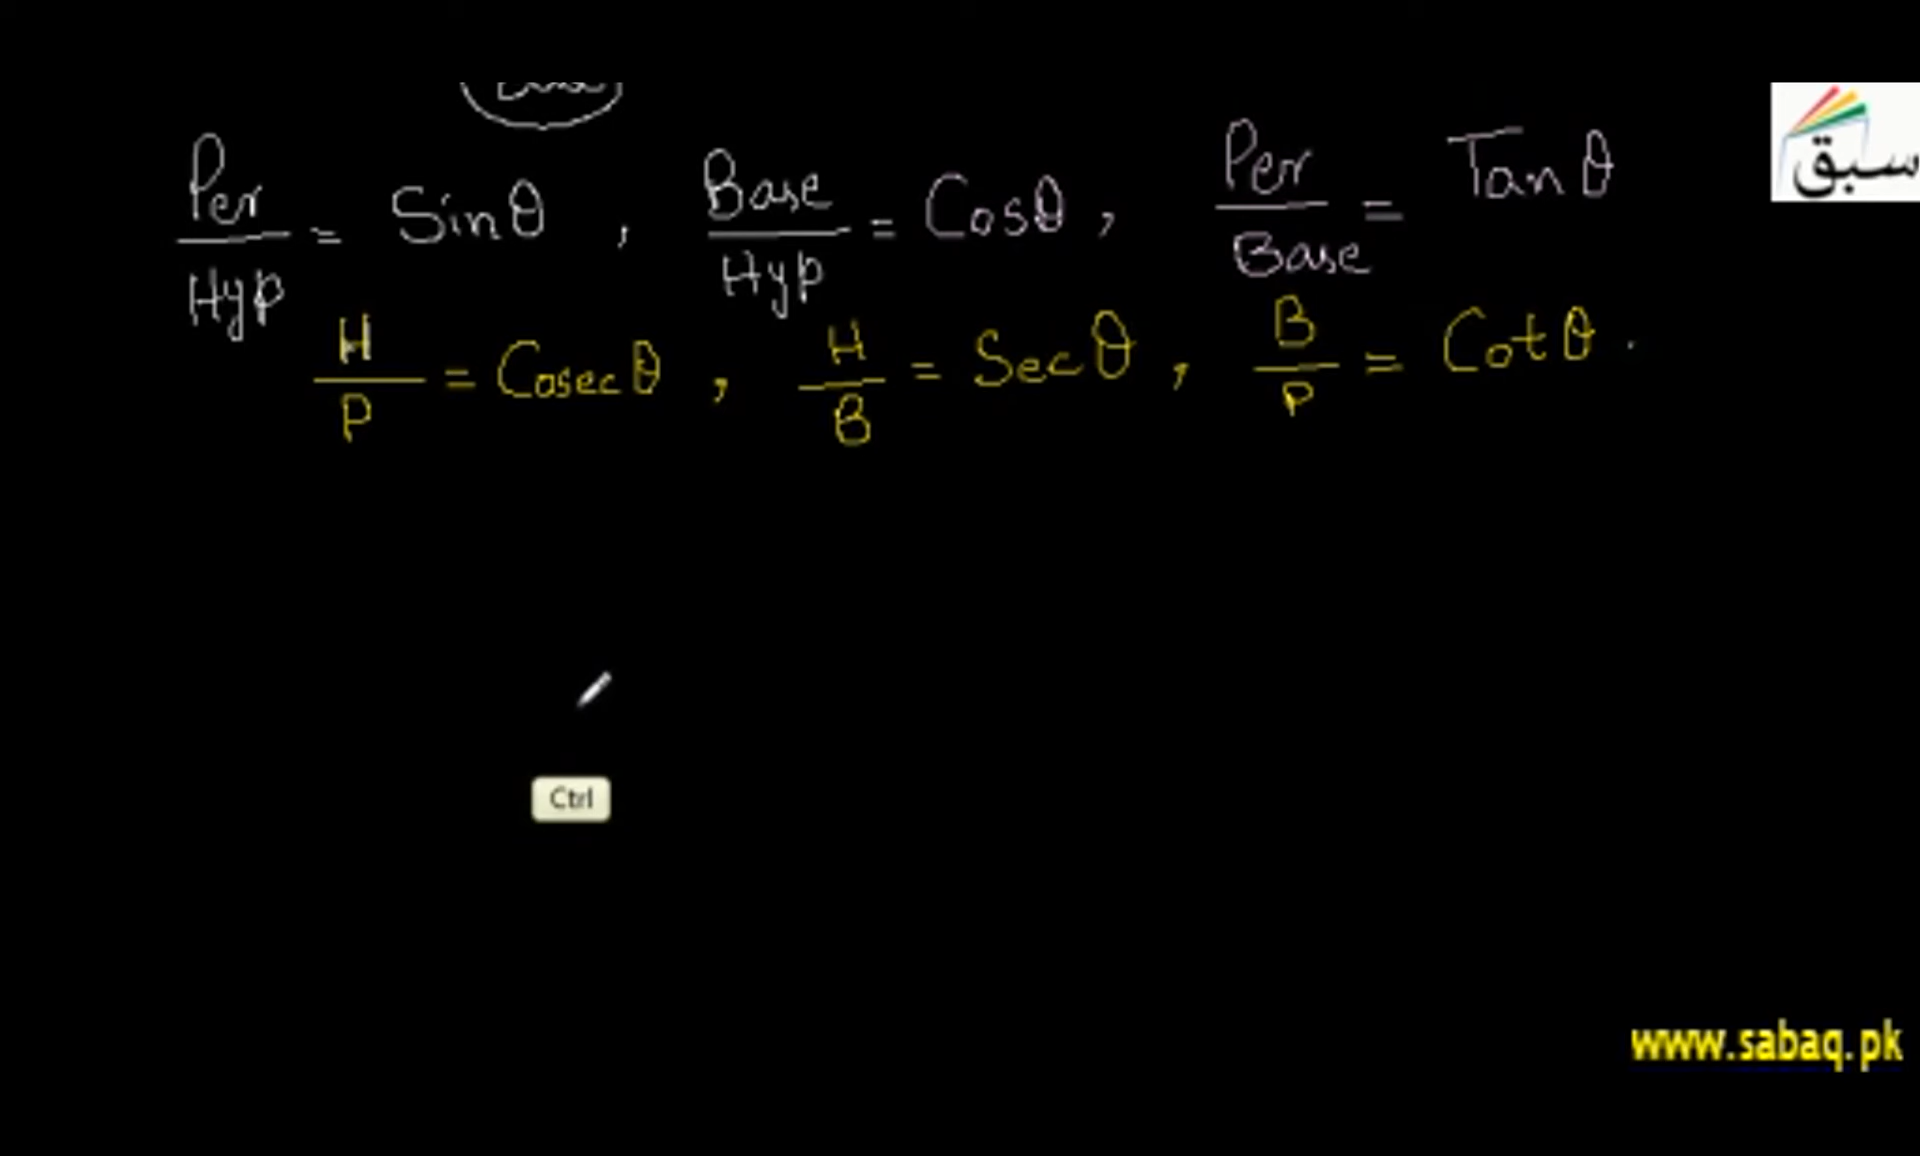 Per/Hyp = Sinθ , Base/Hyp = Cosθ , Per/Base = Tanθ
H/P = Cosecθ , H/B = Secθ , B/P = Cotθ .
سبق
Ctrl
www.sabaq.pk